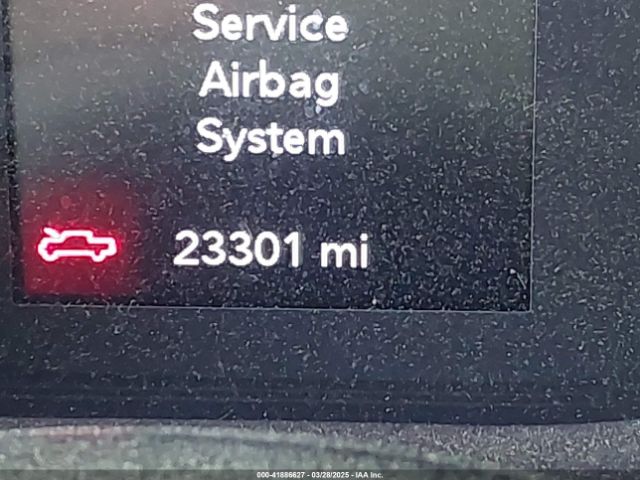 Service
Airbag
System
23301 mi
000-41886627 - 03/28/2025 - IAA Inc.